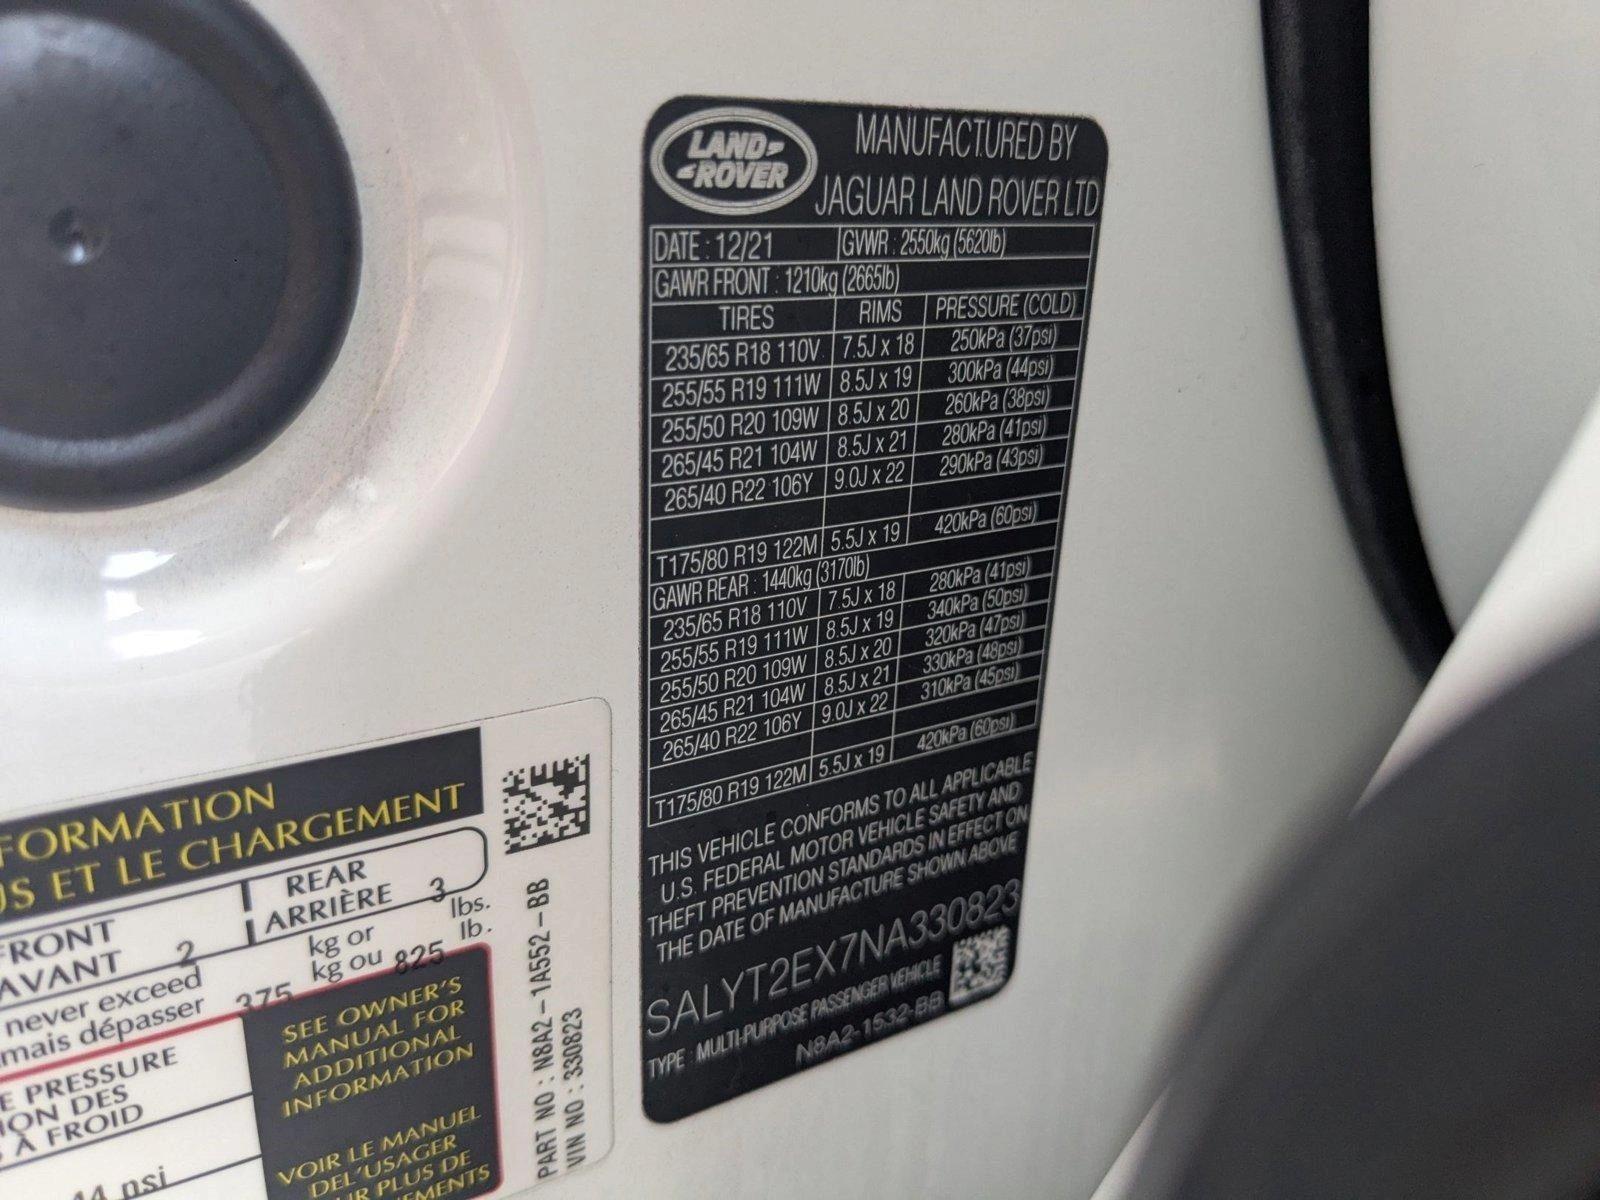 LAND
ROVER
MANUFACTURED BY
JAGUAR LAND ROVER LTD
DATE : 12/21 GVWR : 2550kg (5620lb)
GAWR FRONT : 1210kg (2665lb)
TIRES RIMS PRESSURE (COLD)
235/65 R18 110V 7.5J x 18 250kPa (37psi)
255/55 R19 111W 8.5J x 19 300kPa (44psi)
255/50 R20 109W 8.5J x 20 260kPa (38psi)
265/45 R21 104W 8.5J x 21 280kPa (41psi)
265/40 R22 106Y 9.0J x 22 290kPa (43psi)
T175/80 R19 122M 5.5J x 19 420kPa (60psi)
GAWR REAR : 1440kg (3170lb)
235/65 R18 110V 7.5J x 18 280kPa (41psi)
255/55 R19 111W 8.5J x 19 340kPa (50psi)
255/50 R20 109W 8.5J x 20 320kPa (47psi)
265/45 R21 104W 8.5J x 21 330kPa (48psi)
265/40 R22 106Y 9.0J x 22 310kPa (45psi)
T175/80 R19 122M 5.5J x 19 420kPa (60psi)
THIS VEHICLE CONFORMS TO ALL APPLICABLE
U.S. FEDERAL MOTOR VEHICLE SAFETY AND
THEFT PREVENTION STANDARDS IN EFFECT ON
THE DATE OF MANUFACTURE SHOWN ABOVE
SALYT2EX7NA330823
TYPE : MULTI-PURPOSE PASSENGER VEHICLE
N8A2-1532-BB
FORMATION
US ET LE CHARGEMENT
FRONT
AVANT 2
REAR
ARRIÈRE 3
never exceed
mais dépasser 375
kg or
kg ou 825
lbs.
lb.
E PRESSURE
ION DES
À FROID
44 psi
SEE OWNER'S
MANUAL FOR
ADDITIONAL
INFORMATION
VOIR LE MANUEL
DEL'USAGER
UR PLUS DE
NEMENTS
PART NO : N8A2-1A552-BB
VIN NO : 330823